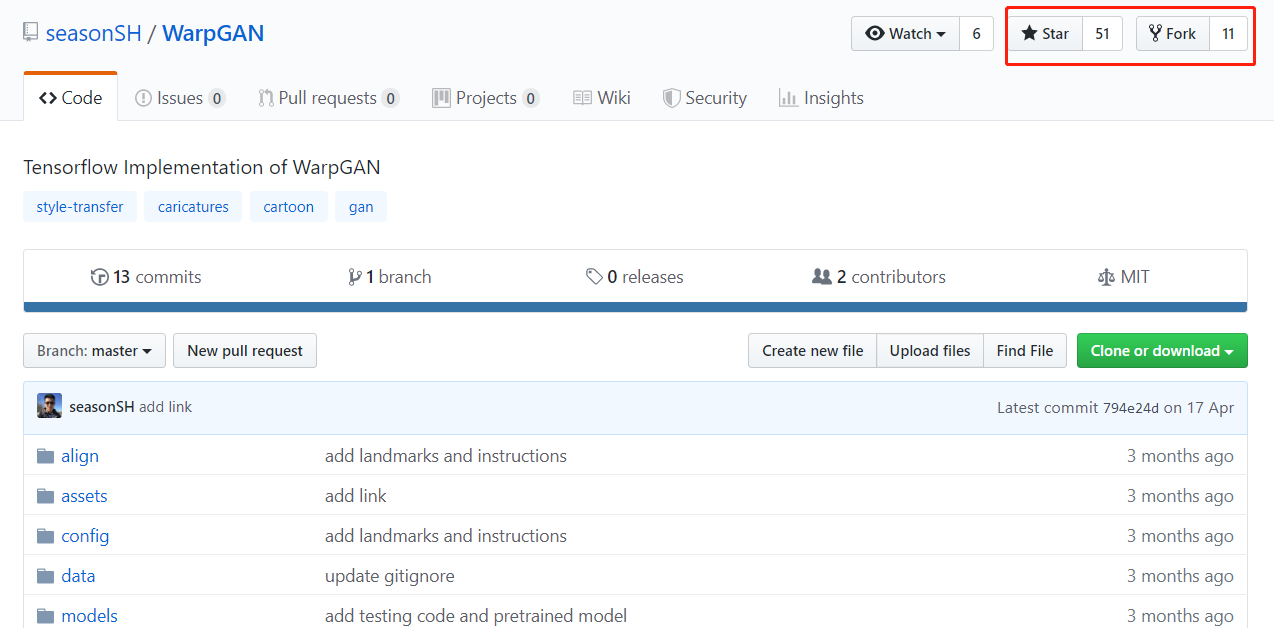 seasonSH / WarpGAN Watch 6 Star 51 Fork 11
Code Issues 0 Pull requests 0 Projects 0 Wiki Security Insights
Tensorflow Implementation of WarpGAN
style-transfer caricatures cartoon gan
13 commits 1 branch 0 releases 2 contributors MIT
Branch: master New pull request Create new file Upload files Find File Clone or download
seasonSH add link Latest commit 794e24d on 17 Apr
align add landmarks and instructions 3 months ago
assets add link 3 months ago
config add landmarks and instructions 3 months ago
data update gitignore 3 months ago
models add testing code and pretrained model 3 months ago